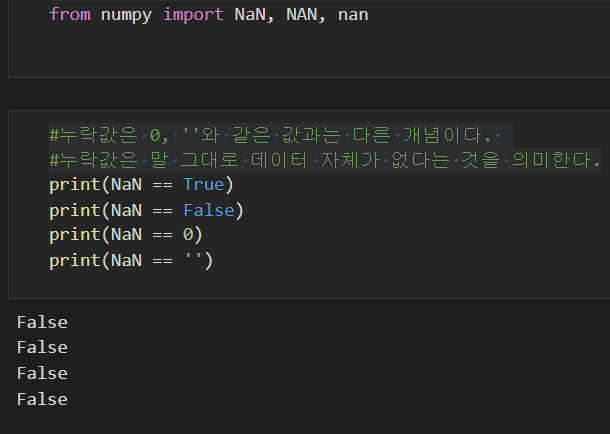 from numpy import NaN, NAN, nan
#누락값은 0, ''와 같은 값과는 다른 개념이다.
#누락값은 말 그대로 데이터 자체가 없다는 것을 의미한다.
print(NaN == True)
print(NaN == False)
print(NaN == 0)
print(NaN == '')
False
False
False
False